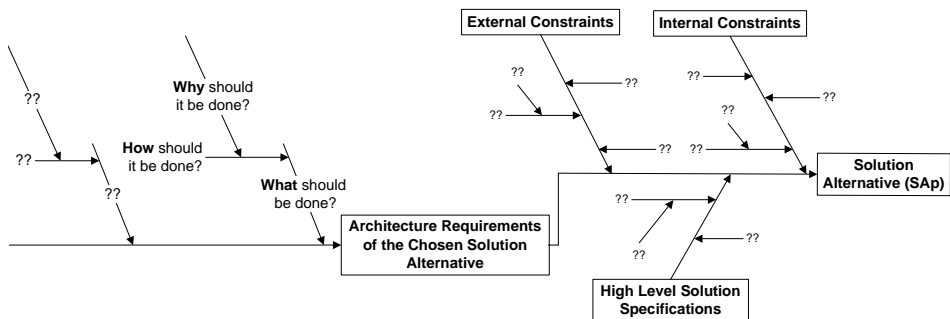 External Constraints
Internal Constraints
??
??
??
??
??
Why should
it be done?
??
??
??
??
How should
it be done?
??
??
??
??
??
Solution
Alternative (SAp)
What should
be done?
??
??
Architecture Requirements
of the Chosen Solution
Alternative
??
??
High Level Solution
Specifications